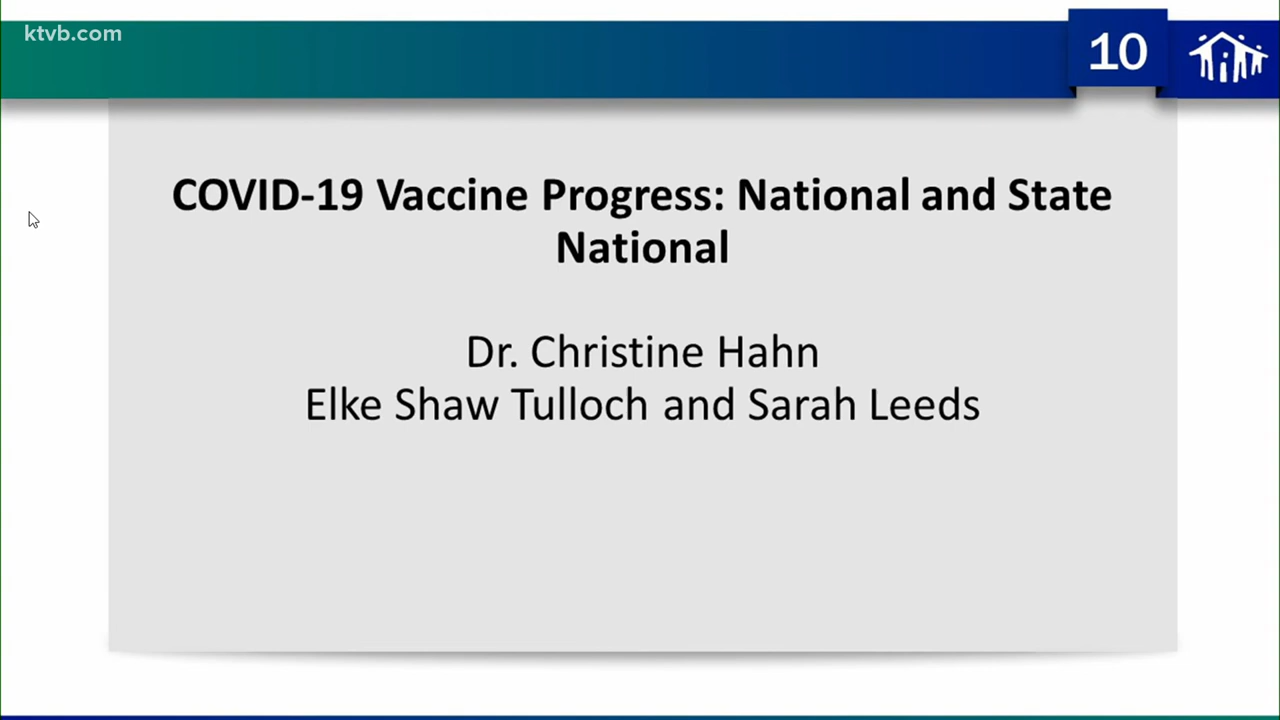 ktvb.com
10
COVID-19 Vaccine Progress: National and State
National
Dr. Christine Hahn
Elke Shaw Tulloch and Sarah Leeds